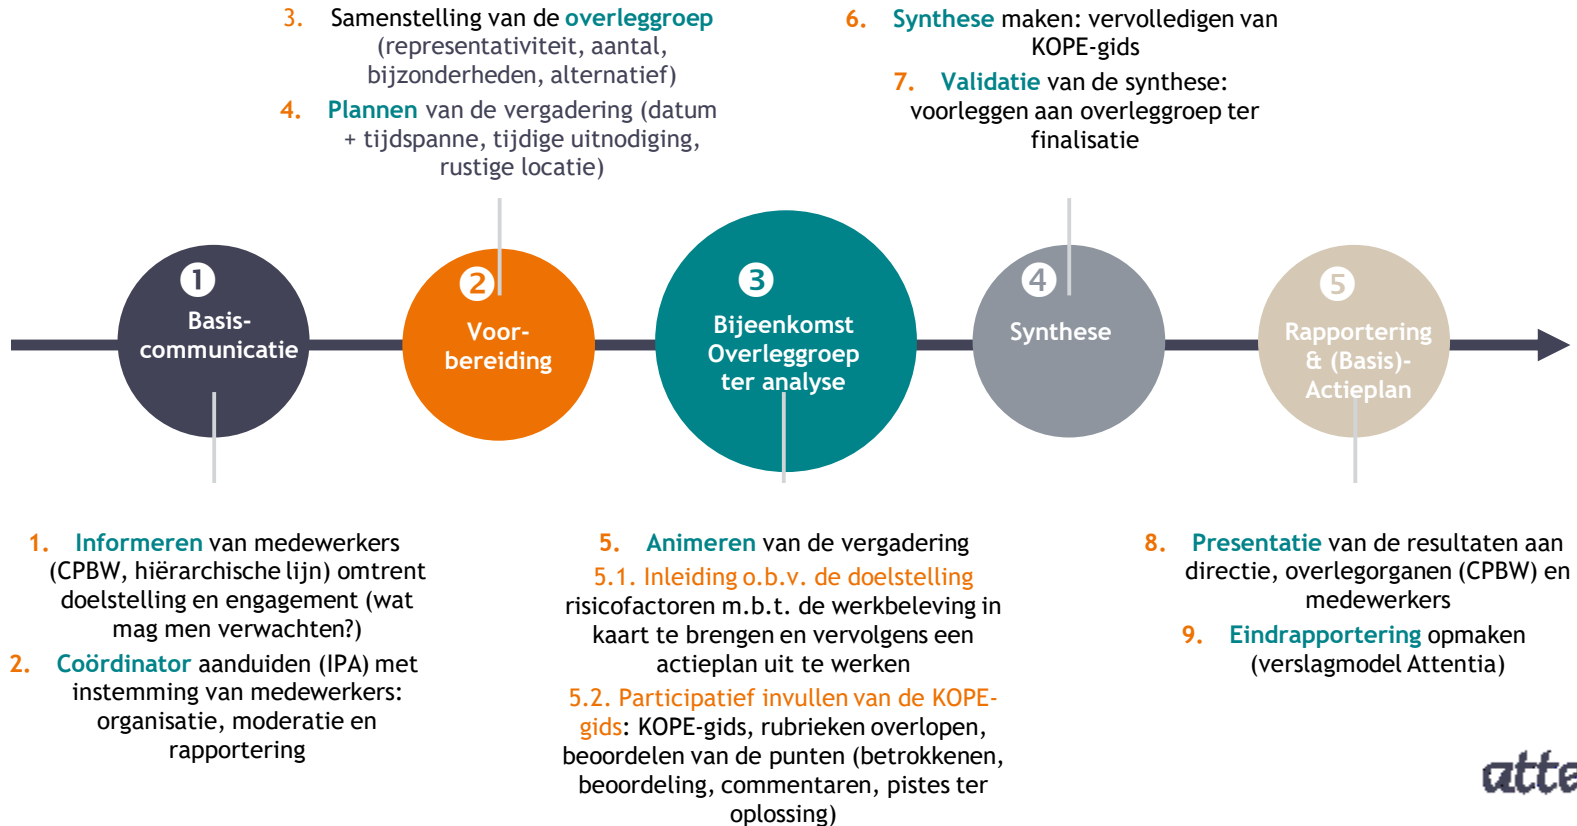 3. Samenstelling van de overleggroep
(representativiteit, aantal,
bijzonderheden, alternatief)
4. Plannen van de vergadering (datum
+ tijdspanne, tijdige uitnodiging,
rustige locatie)
6. Synthese maken: vervolledigen van
KOPE-gids
7. Validatie van de synthese:
voorleggen aan overleggroep ter
finalisatie
1
Basis-
communicatie
2
Voor-
bereiding
3
Bijeenkomst
Overleggroep
ter analyse
4
Synthese
5
Rapportering
& (Basis)-
Actieplan
1. Informeren van medewerkers
(CPBW, hiërarchische lijn) omtrent
doelstelling en engagement (wat
mag men verwachten?)
2. Coördinator aanduiden (IPA) met
instemming van medewerkers:
organisatie, moderatie en
rapportering
5. Animeren van de vergadering
5.1. Inleiding o.b.v. de doelstelling
risicofactoren m.b.t. de werkbeleving in
kaart te brengen en vervolgens een
actieplan uit te werken
5.2. Participatief invullen van de KOPE-
gids: KOPE-gids, rubrieken overlopen,
beoordelen van de punten (betrokkenen,
beoordeling, commentaren, pistes ter
oplossing)
8. Presentatie van de resultaten aan
directie, overlegorganen (CPBW) en
medewerkers
9. Eindrapportering opmaken
(verslagmodel Attentia)
atte